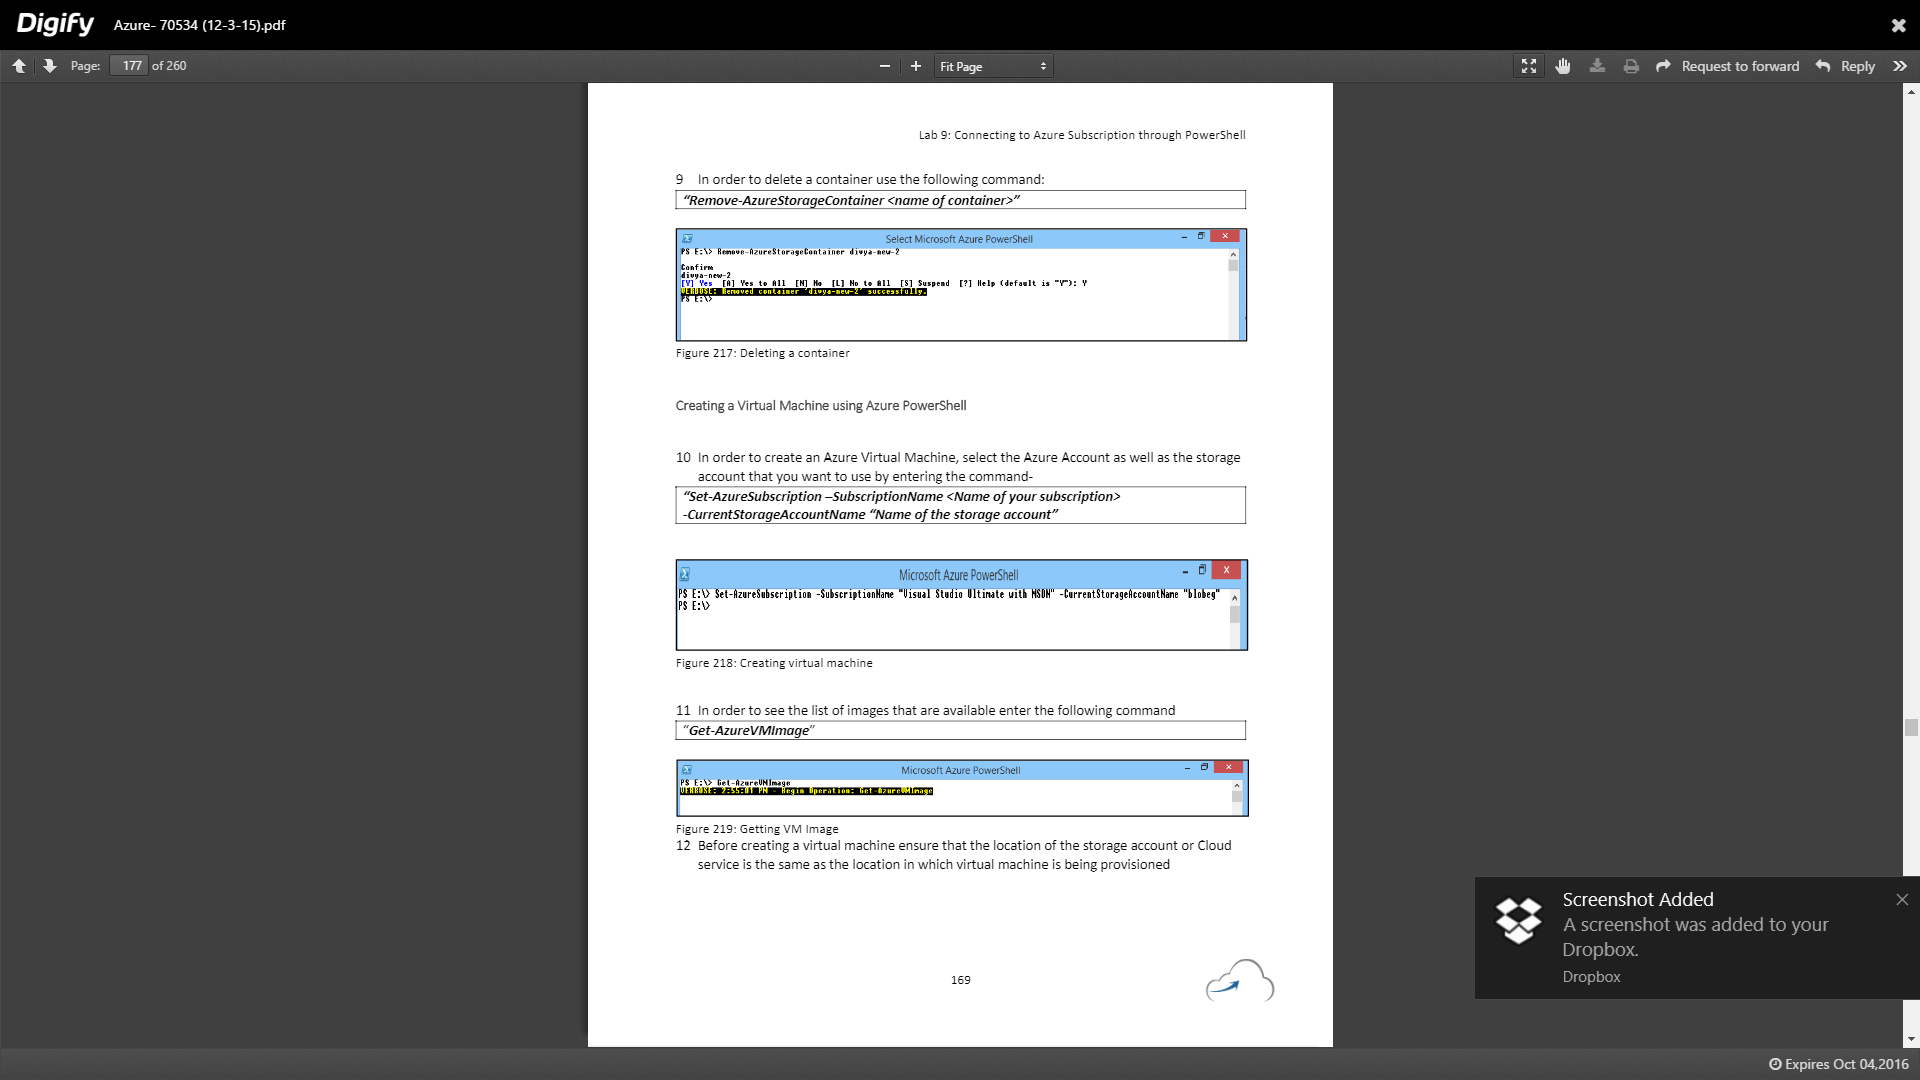 Digify Azure- 70534 (12-3-15).pdf
Page: 177 of 260 Fit Page Request to forward Reply
Lab 9: Connecting to Azure Subscription through PowerShell
9 In order to delete a container use the following command:
“Remove-AzureStorageContainer <name of container>”
Select Microsoft Azure PowerShell
PS E:\> Remove-AzureStorageContainer divya-new-2
Confirm
divya-new-2
[Y] Yes [A] Yes to All [N] No [L] No to All [S] Suspend [?] Help (default is "Y"): Y
VERBOSE: Removed container 'divya-new-2' successfully.
PS E:\>
Figure 217: Deleting a container
Creating a Virtual Machine using Azure PowerShell
10 In order to create an Azure Virtual Machine, select the Azure Account as well as the storage
account that you want to use by entering the command-
“Set-AzureSubscription –SubscriptionName <Name of your subscription>
-CurrentStorageAccountName “Name of the storage account”
Microsoft Azure PowerShell
PS E:\> Set-AzureSubscription -SubscriptionName "Visual Studio Ultimate with MSDN" -CurrentStorageAccountName "blobeg"
PS E:\>
Figure 218: Creating virtual machine
11 In order to see the list of images that are available enter the following command
“Get-AzureVMImage”
Microsoft Azure PowerShell
PS E:\> Get-AzureVMImage
VERBOSE: 2:55:01 PM - Begin Operation: Get-AzureVMImage
Figure 219: Getting VM Image
12 Before creating a virtual machine ensure that the location of the storage account or Cloud
service is the same as the location in which virtual machine is being provisioned
169
Screenshot Added
A screenshot was added to your
Dropbox.
Dropbox
Expires Oct 04,2016